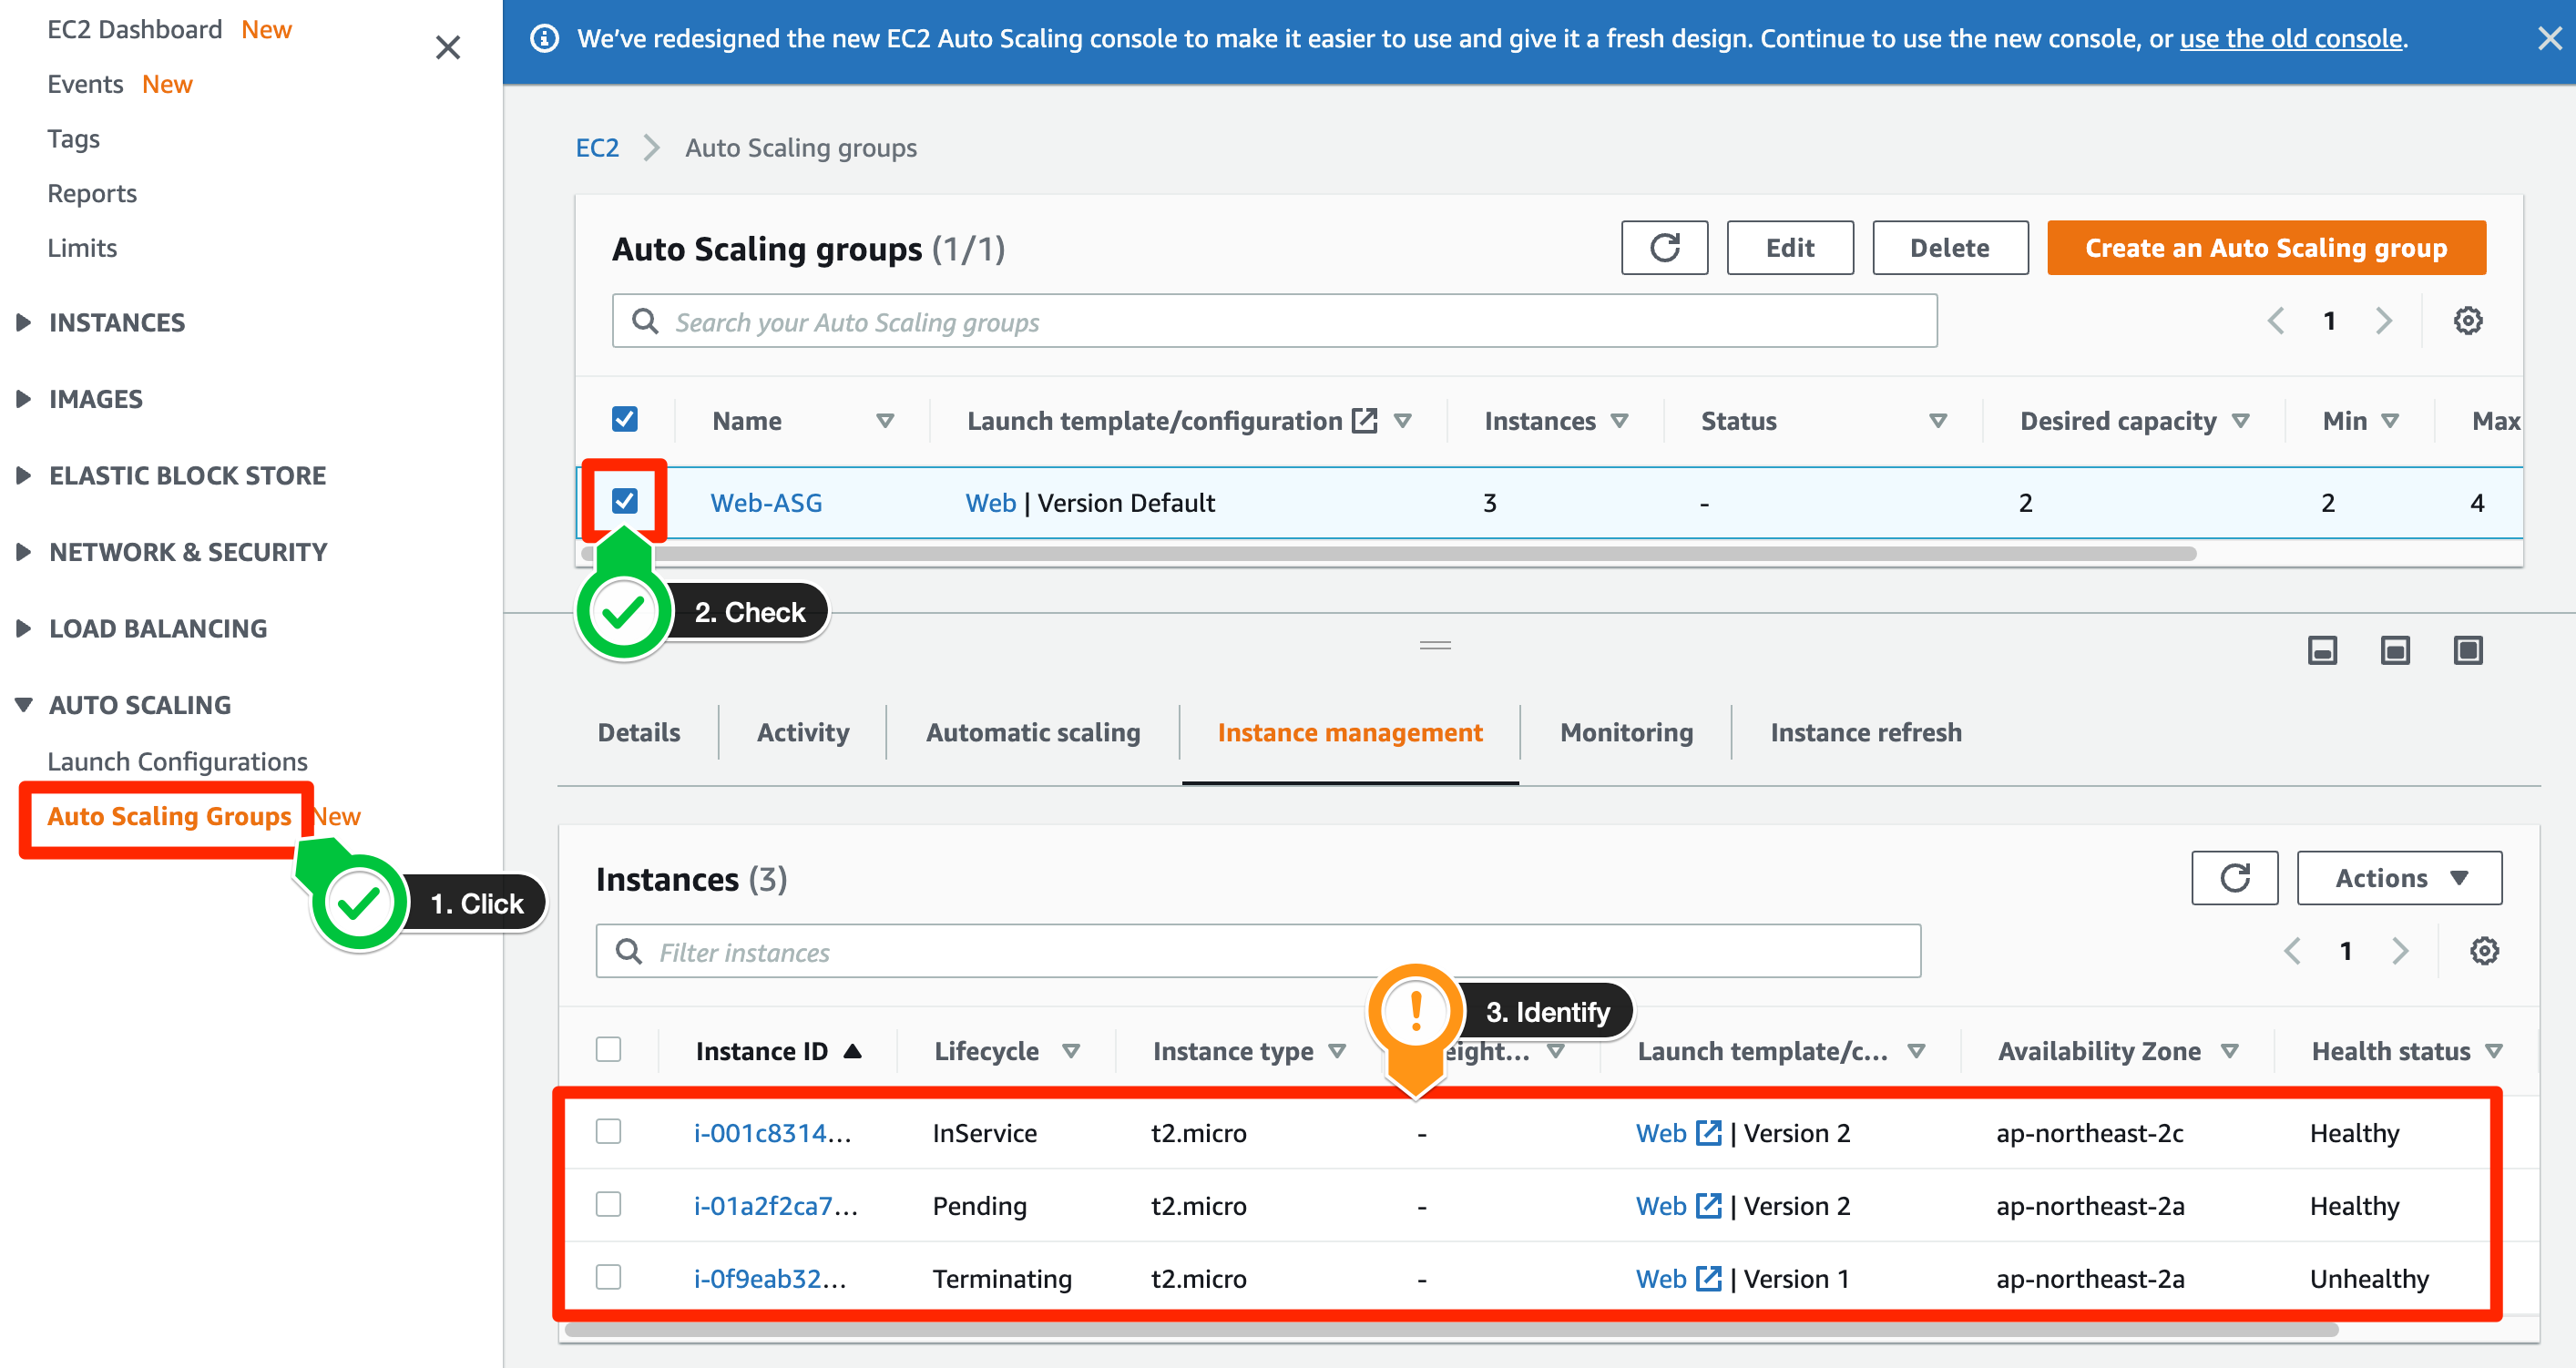 EC2 Dashboard New
Events New
Tags
Reports
Limits
INSTANCES
IMAGES
ELASTIC BLOCK STORE
NETWORK & SECURITY
LOAD BALANCING
AUTO SCALING
Launch Configurations
Auto Scaling Groups New
1. Click
We've redesigned the new EC2 Auto Scaling console to make it easier to use and give it a fresh design. Continue to use the new console, or use the old console.
EC2 Auto Scaling groups
Auto Scaling groups (1/1) Edit Delete Create an Auto Scaling group
Search your Auto Scaling groups 1
Name Launch template/configuration Instances Status Desired capacity Min Max
Web-ASG Web | Version Default 3 - 2 2 4
2. Check
Details Activity Automatic scaling Instance management Monitoring Instance refresh
Instances (3) Actions
Filter instances 1
3. Identify
Instance ID Lifecycle Instance type eight... Launch template/c... Availability Zone Health status
i-001c8314... InService t2.micro - Web | Version 2 ap-northeast-2c Healthy
i-01a2f2ca7... Pending t2.micro - Web | Version 2 ap-northeast-2a Healthy
i-0f9eab32... Terminating t2.micro - Web | Version 1 ap-northeast-2a Unhealthy